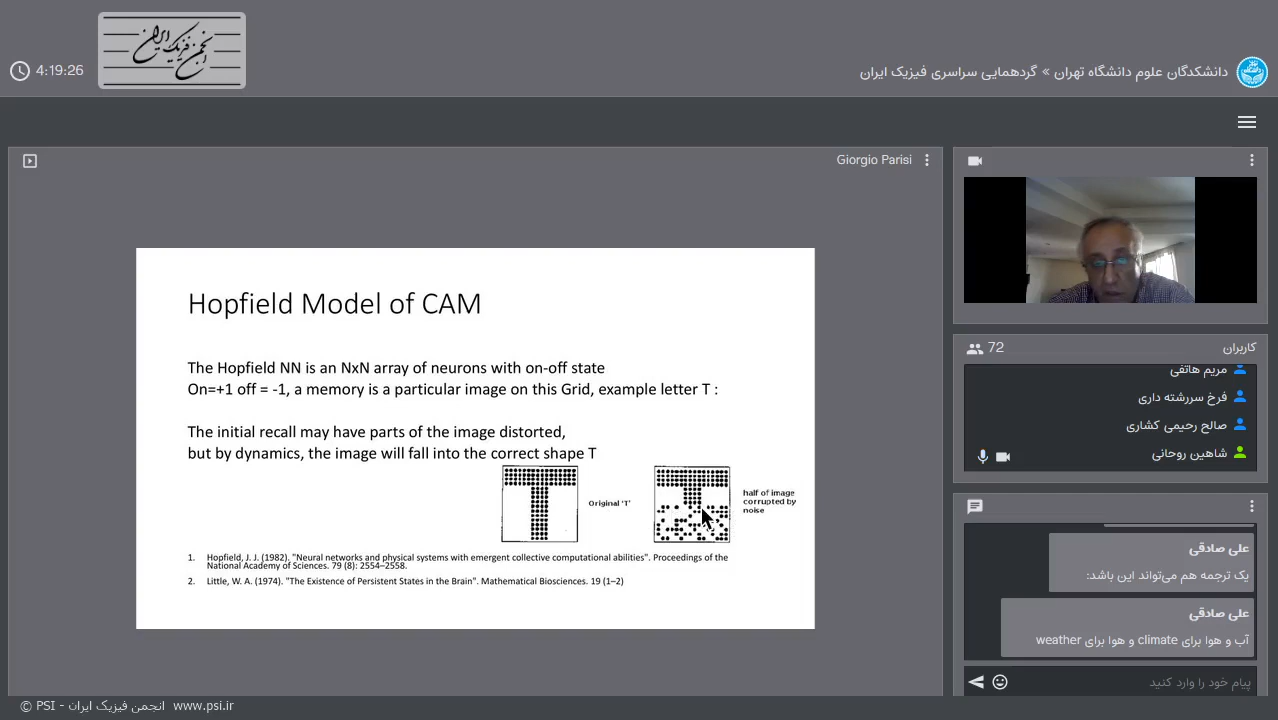 4:19:26
انجمن فیزیک ایران
دانشکدگان علوم دانشگاه تهران » گردهمایی سراسری فیزیک ایران
Giorgio Parisi
Hopfield Model of CAM
The Hopfield NN is an NxN array of neurons with on-off state
On=+1 off = -1, a memory is a particular image on this Grid, example letter T :
The initial recall may have parts of the image distorted,
but by dynamics, the image will fall into the correct shape T
Original 'T'
half of image
corrupted by
noise
1. Hopfield, J. J. (1982). "Neural networks and physical systems with emergent collective computational abilities". Proceedings of the
National Academy of Sciences. 79 (8): 2554–2558.
2. Little, W. A. (1974). "The Existence of Persistent States in the Brain". Mathematical Biosciences. 19 (1–2)
72
کاربران
مریم هاتفی
فرخ سررشته داری
صالح رحیمی کشاری
شاهین روحانی
علی صادقی
یک ترجمه هم می‌تواند این باشد:
علی صادقی
آب و هوا برای climate و هوا برای weather
پیام خود را وارد کنید
© PSI - انجمن فیزیک ایران www.psi.ir